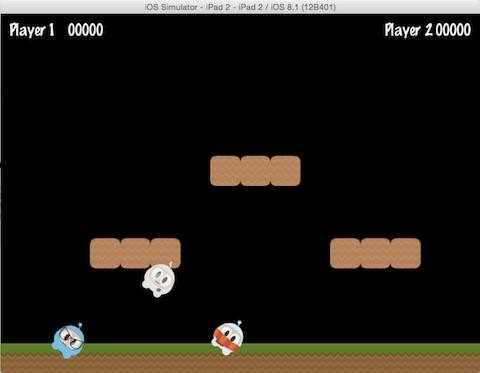 iOS Simulator - iPad 2 - iPad 2 / iOS 8.1 (12B401)
Player 1 00000 Player 2 00000